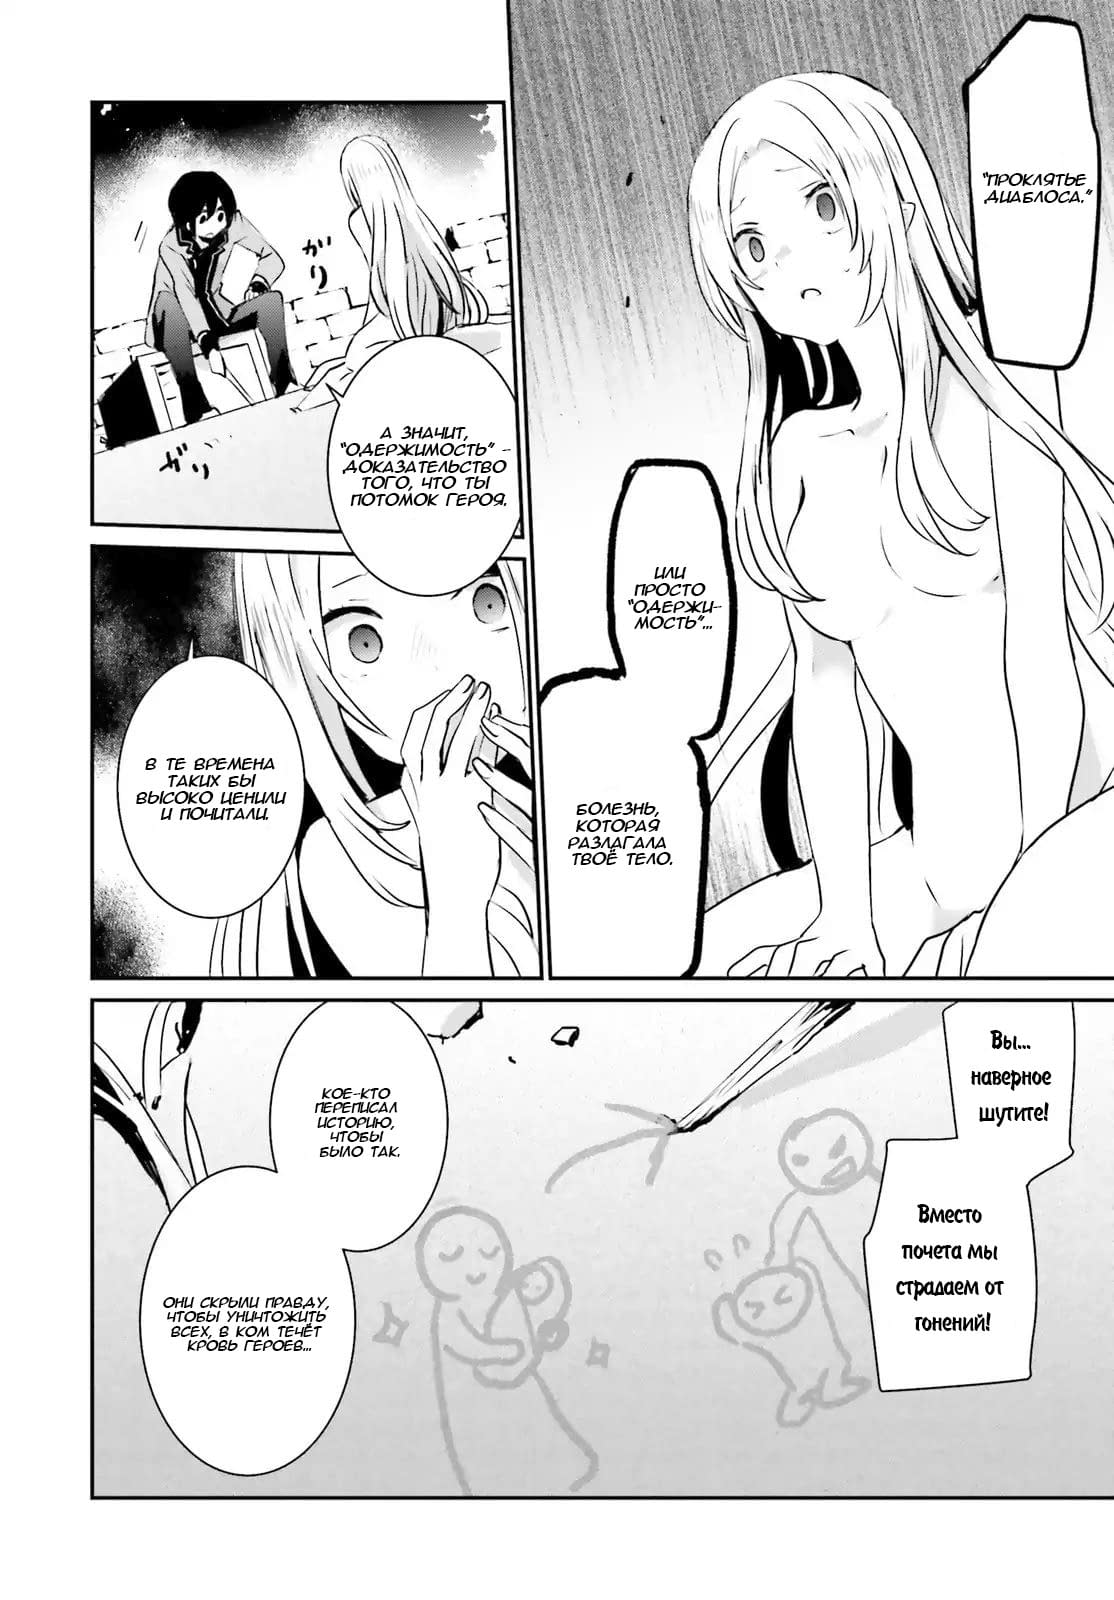 "ПРОКЛЯТЬЕ
ДИАБЛОСА."
ИЛИ
ПРОСТО
"ОДЕРЖИ-
МОСТЬ"...
БОЛЕЗНЬ,
КОТОРАЯ
РАЗЛАГАЛА
ТВОЁ ТЕЛО.
がり
А ЗНАЧИТ,
"ОДЕРЖИМОСТЬ" -
ДОКАЗАТЕЛЬСТВО
ТОГО, ЧТО ТЫ
ПОТОМОК ГЕРОЯ.
В ТЕ ВРЕМЕНА
ТАКИХ БЫ
ВЫСОКО ЦЕНИЛИ
И ПОЧИТАЛИ.
Вы...
наверное
шутите!
Вместо
почета мы
страдаем от
гонений!
КОЕ-КТО
ПЕРЕПИСАЛ
ИСТОРИЮ,
ЧТОБЫ
БЫЛО ТАК.
ОНИ СКРЫЛИ ПРАВДУ,
ЧТОБЫ УНИЧТОЖИТЬ
ВСЕХ, В КОМ ТЕЧЁТ
КРОВЬ ГЕРОЕВ...